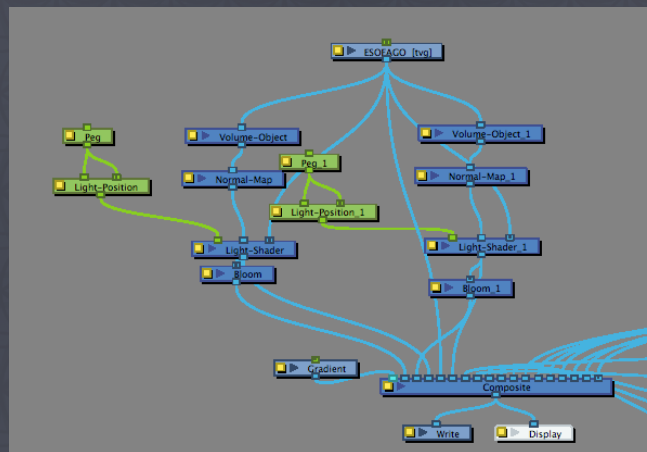 ESOFAGO [tvg]
Peg
Volume-Object
Volume-Object_1
Peg_1
Light-Position
Normal-Map
Normal-Map_1
Light-Position_1
Light-Shader
Light-Shader_1
Bloom
Bloom_1
Gradient
Composite
Write
Display